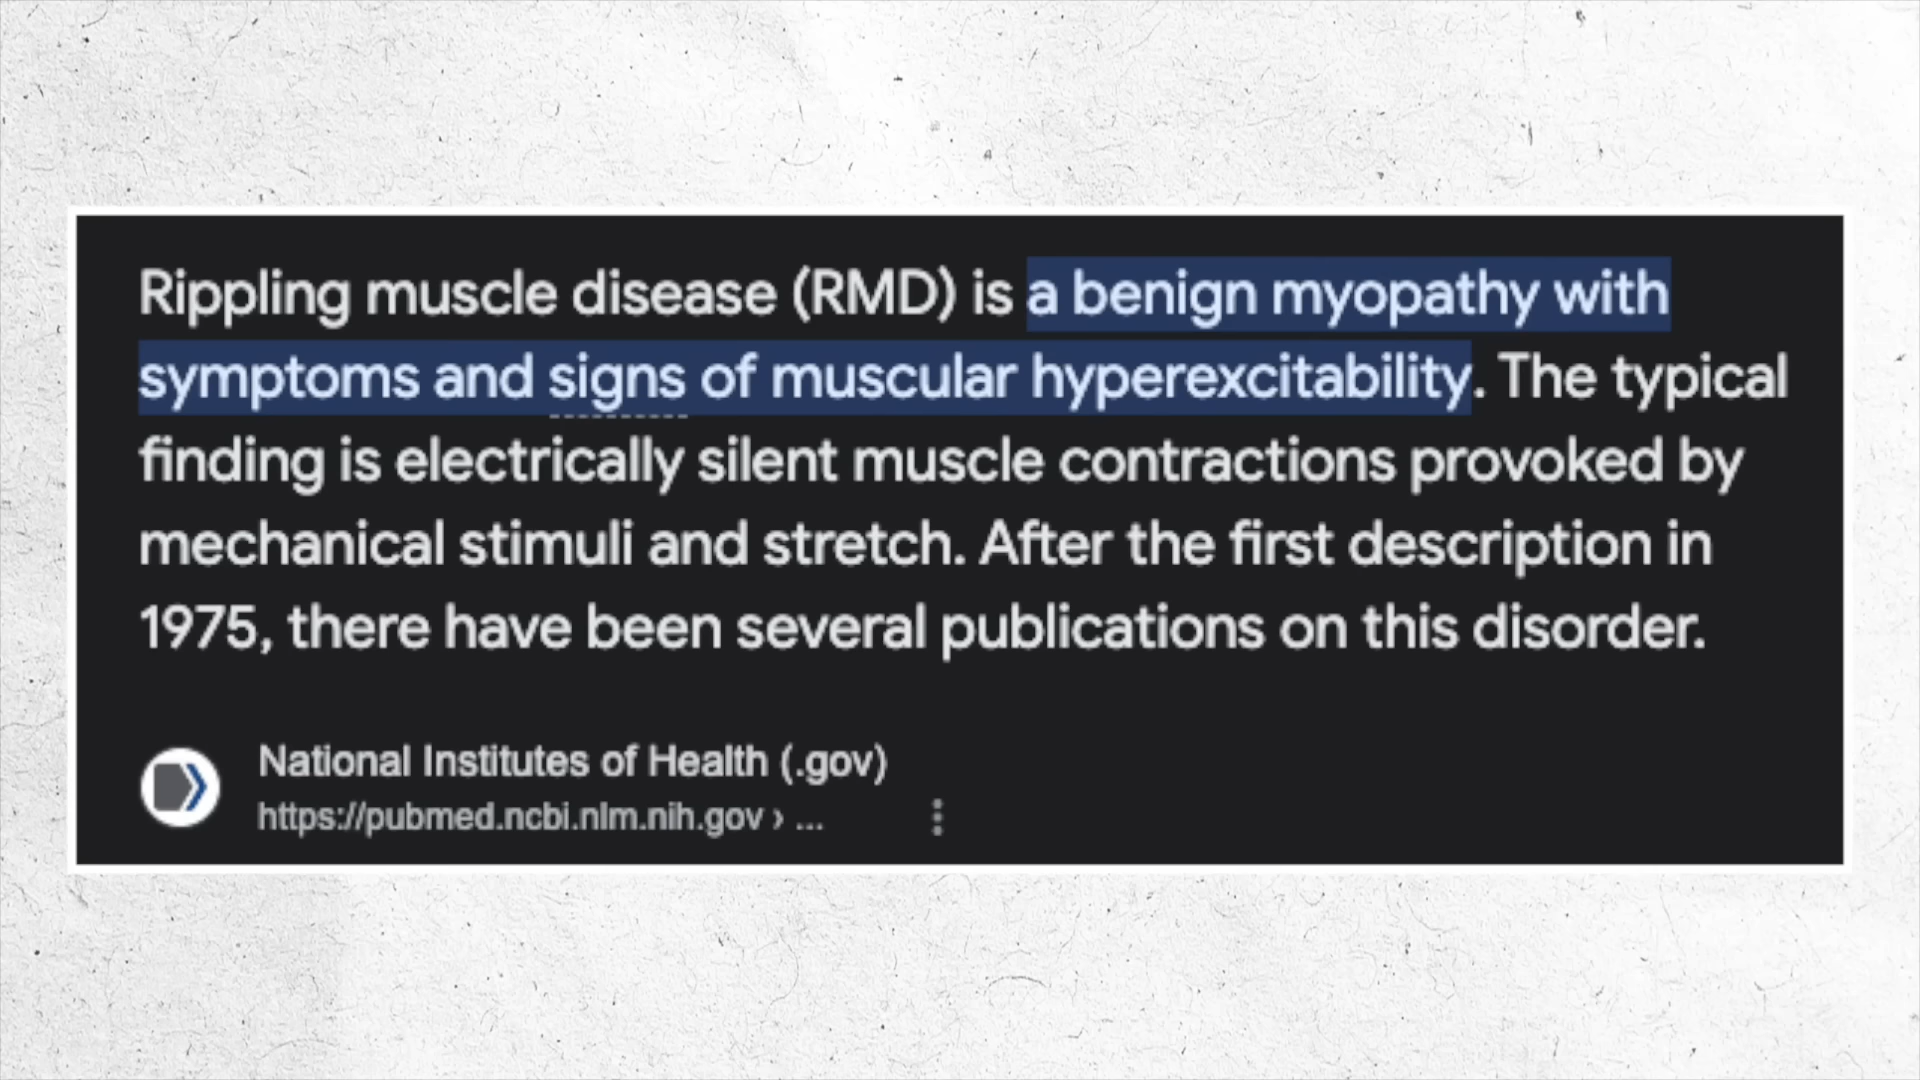 Rippling muscle disease (RMD) is a benign myopathy with
symptoms and signs of muscular hyperexcitability. The typical
finding is electrically silent muscle contractions provoked by
mechanical stimuli and stretch. After the first description in
1975, there have been several publications on this disorder.
National Institutes of Health (.gov)
https://pubmed.ncbi.nlm.nih.gov › ...